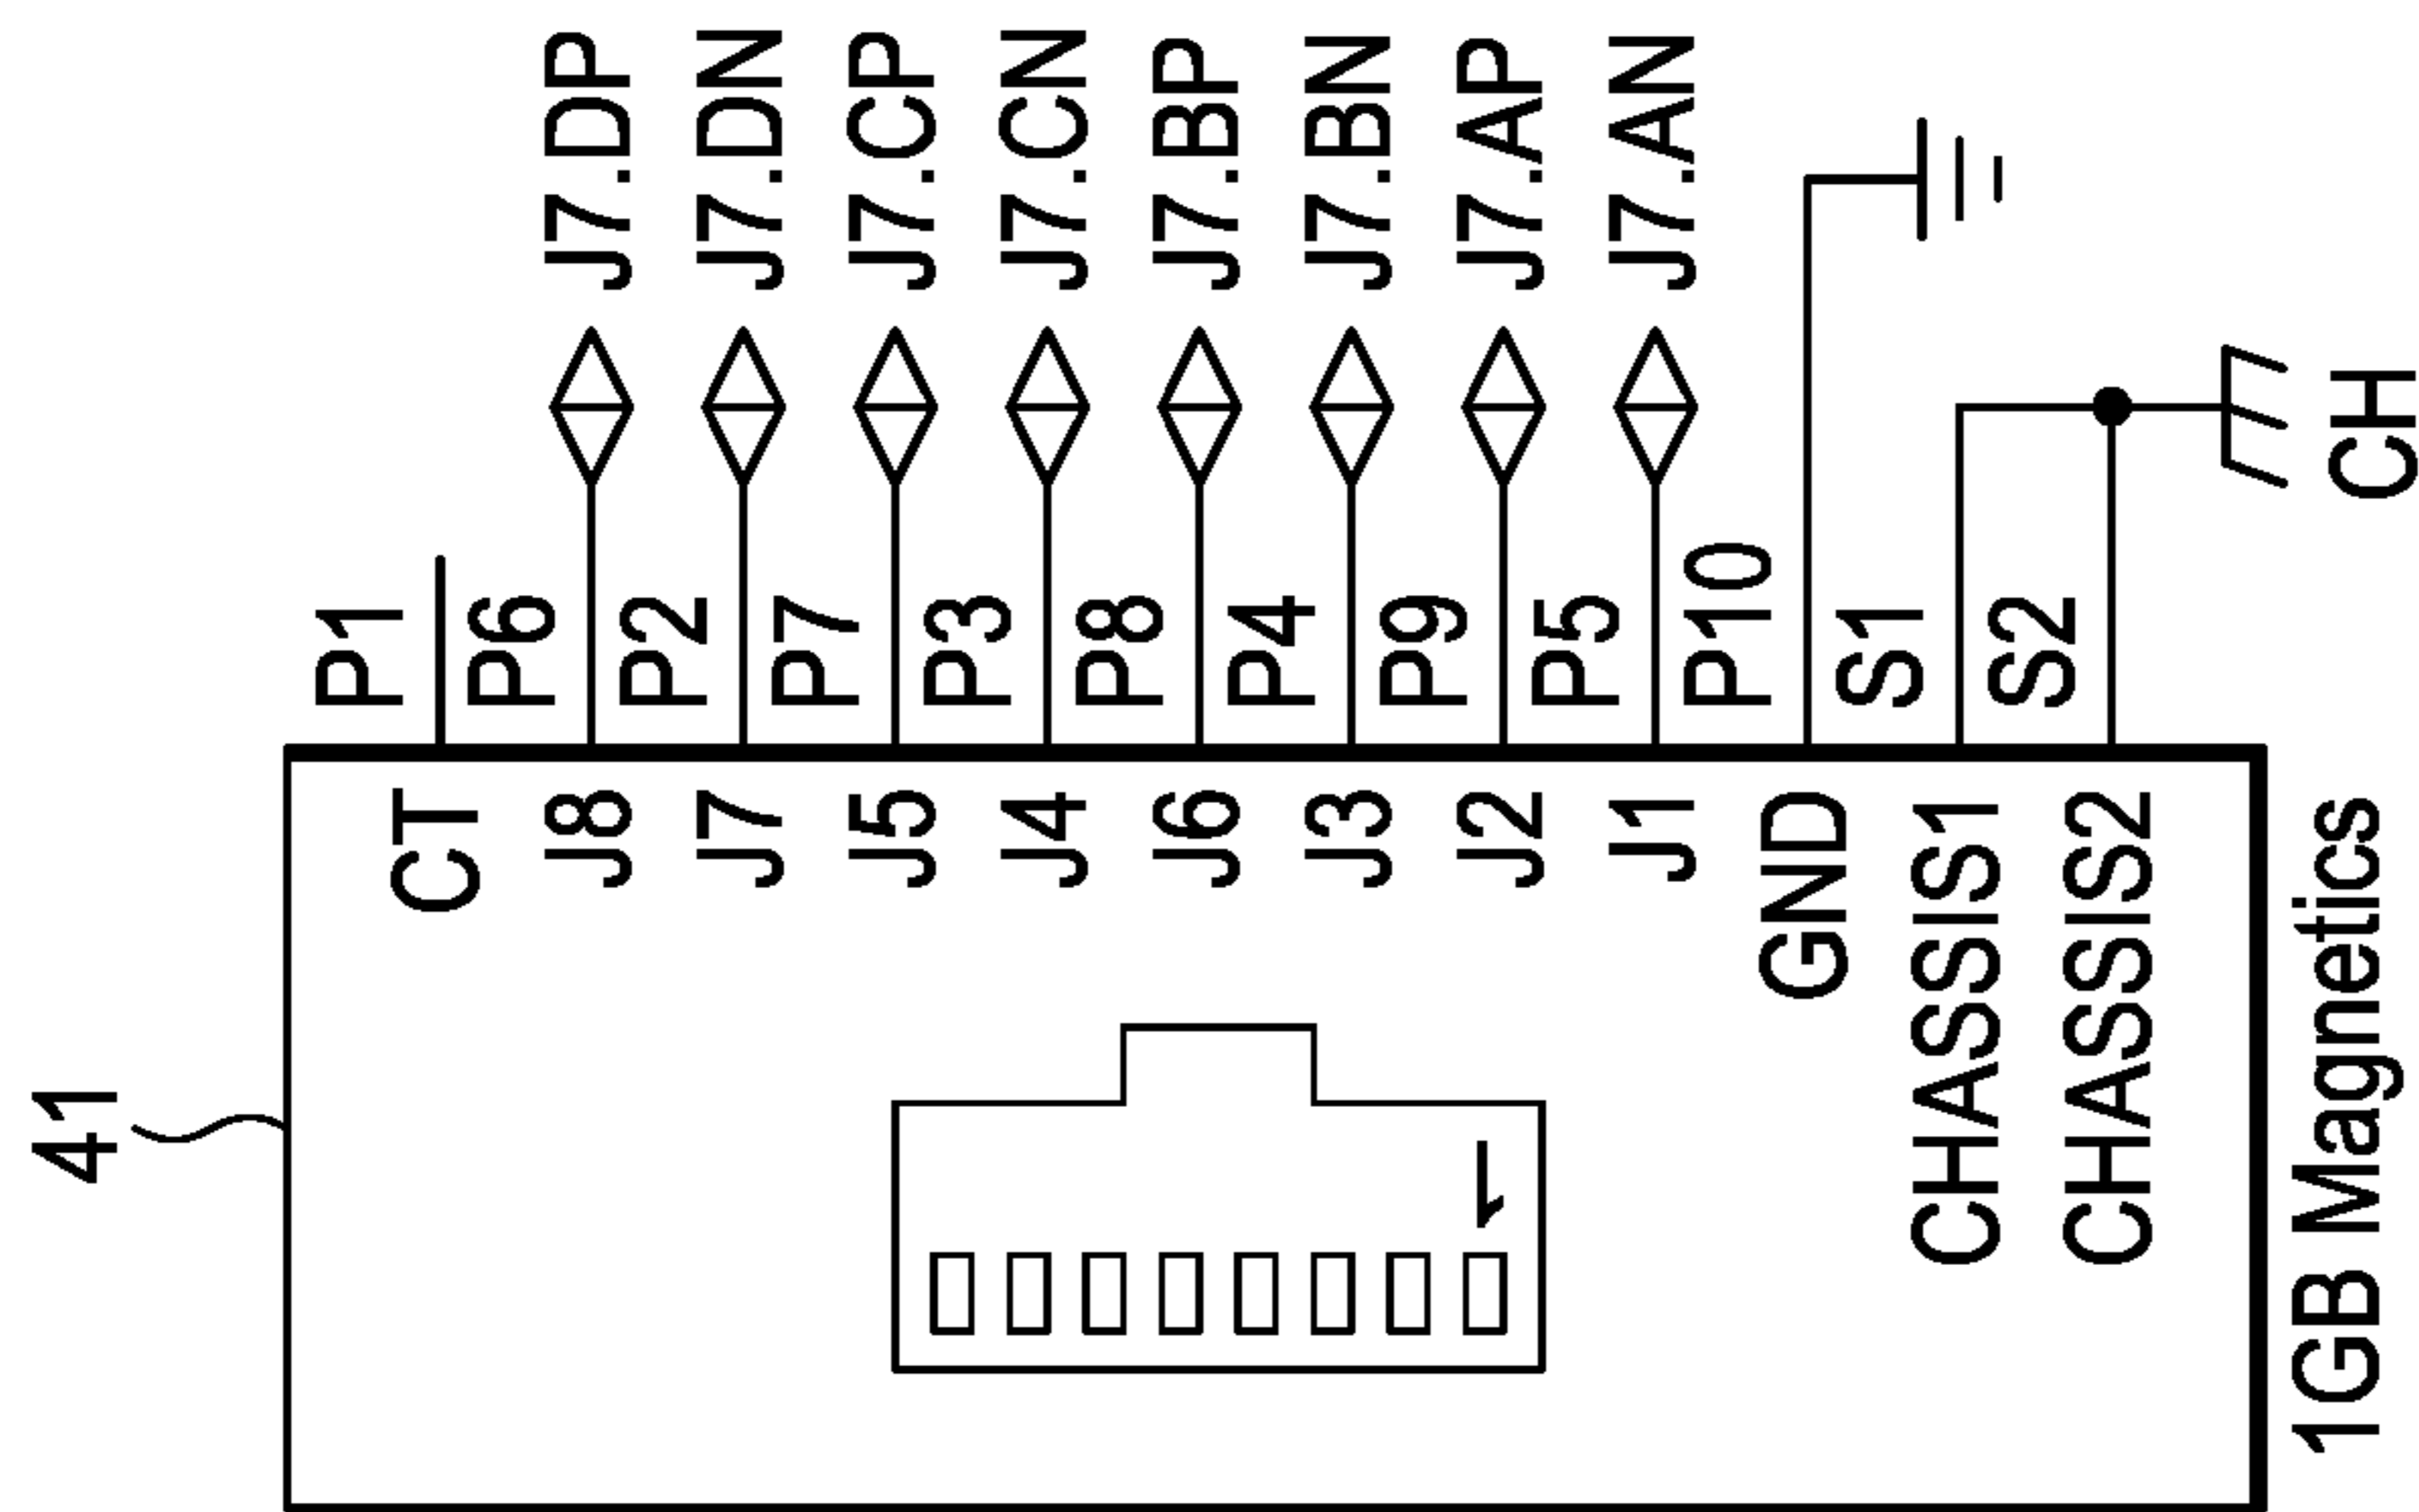 41
P1
CT
P6
J8
J7.DP
P2
J7
J7.DN
P7
J5
J7.CP
P3
J4
J7.CN
P8
J6
J7.BP
P4
J3
J7.BN
P9
J2
J7.AP
P5
J1
J7.AN
P10
GND
S1
CHASSIS1
S2
CHASSIS2
1
1GB Magnetics
CH